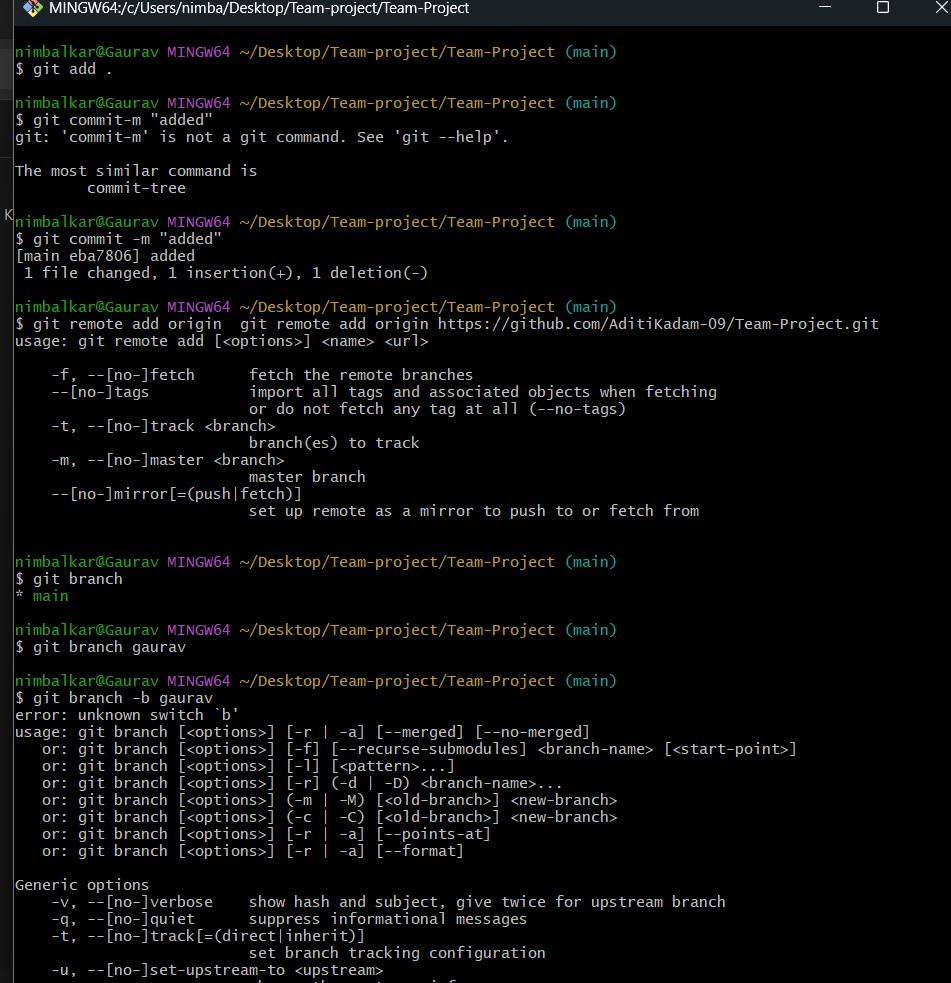 MINGW64:/c/Users/nimba/Desktop/Team-project/Team-Project
nimbalkar@Gaurav MINGW64 ~/Desktop/Team-project/Team-Project (main)
$ git add .
nimbalkar@Gaurav MINGW64 ~/Desktop/Team-project/Team-Project (main)
$ git commit-m "added"
git: 'commit-m' is not a git command. See 'git --help'.
The most similar command is
commit-tree
K
nimbalkar@Gaurav MINGW64 ~/Desktop/Team-project/Team-Project (main)
$ git commit -m "added"
[main eba7806] added
1 file changed, 1 insertion(+), 1 deletion(-)
nimbalkar@Gaurav MINGW64 ~/Desktop/Team-project/Team-Project (main)
$ git remote add origin  git remote add origin https://github.com/AditiKadam-09/Team-Project.git
usage: git remote add [<options>] <name> <url>
-f, --[no-]fetch      fetch the remote branches
--[no-]tags           import all tags and associated objects when fetching
or do not fetch any tag at all (--no-tags)
-t, --[no-]track <branch>
branch(es) to track
-m, --[no-]master <branch>
master branch
--[no-]mirror[=(push|fetch)]
set up remote as a mirror to push to or fetch from
nimbalkar@Gaurav MINGW64 ~/Desktop/Team-project/Team-Project (main)
$ git branch
* main
nimbalkar@Gaurav MINGW64 ~/Desktop/Team-project/Team-Project (main)
$ git branch gaurav
nimbalkar@Gaurav MINGW64 ~/Desktop/Team-project/Team-Project (main)
$ git branch -b gaurav
error: unknown switch `b'
usage: git branch [<options>] [-r | -a] [--merged] [--no-merged]
or: git branch [<options>] [-f] [--recurse-submodules] <branch-name> [<start-point>]
or: git branch [<options>] [-l] [<pattern>...]
or: git branch [<options>] [-r] (-d | -D) <branch-name>...
or: git branch [<options>] (-m | -M) [<old-branch>] <new-branch>
or: git branch [<options>] (-c | -C) [<old-branch>] <new-branch>
or: git branch [<options>] [-r | -a] [--points-at]
or: git branch [<options>] [-r | -a] [--format]
Generic options
-v, --[no-]verbose    show hash and subject, give twice for upstream branch
-q, --[no-]quiet      suppress informational messages
-t, --[no-]track[=(direct|inherit)]
set branch tracking configuration
-u, --[no-]set-upstream-to <upstream>